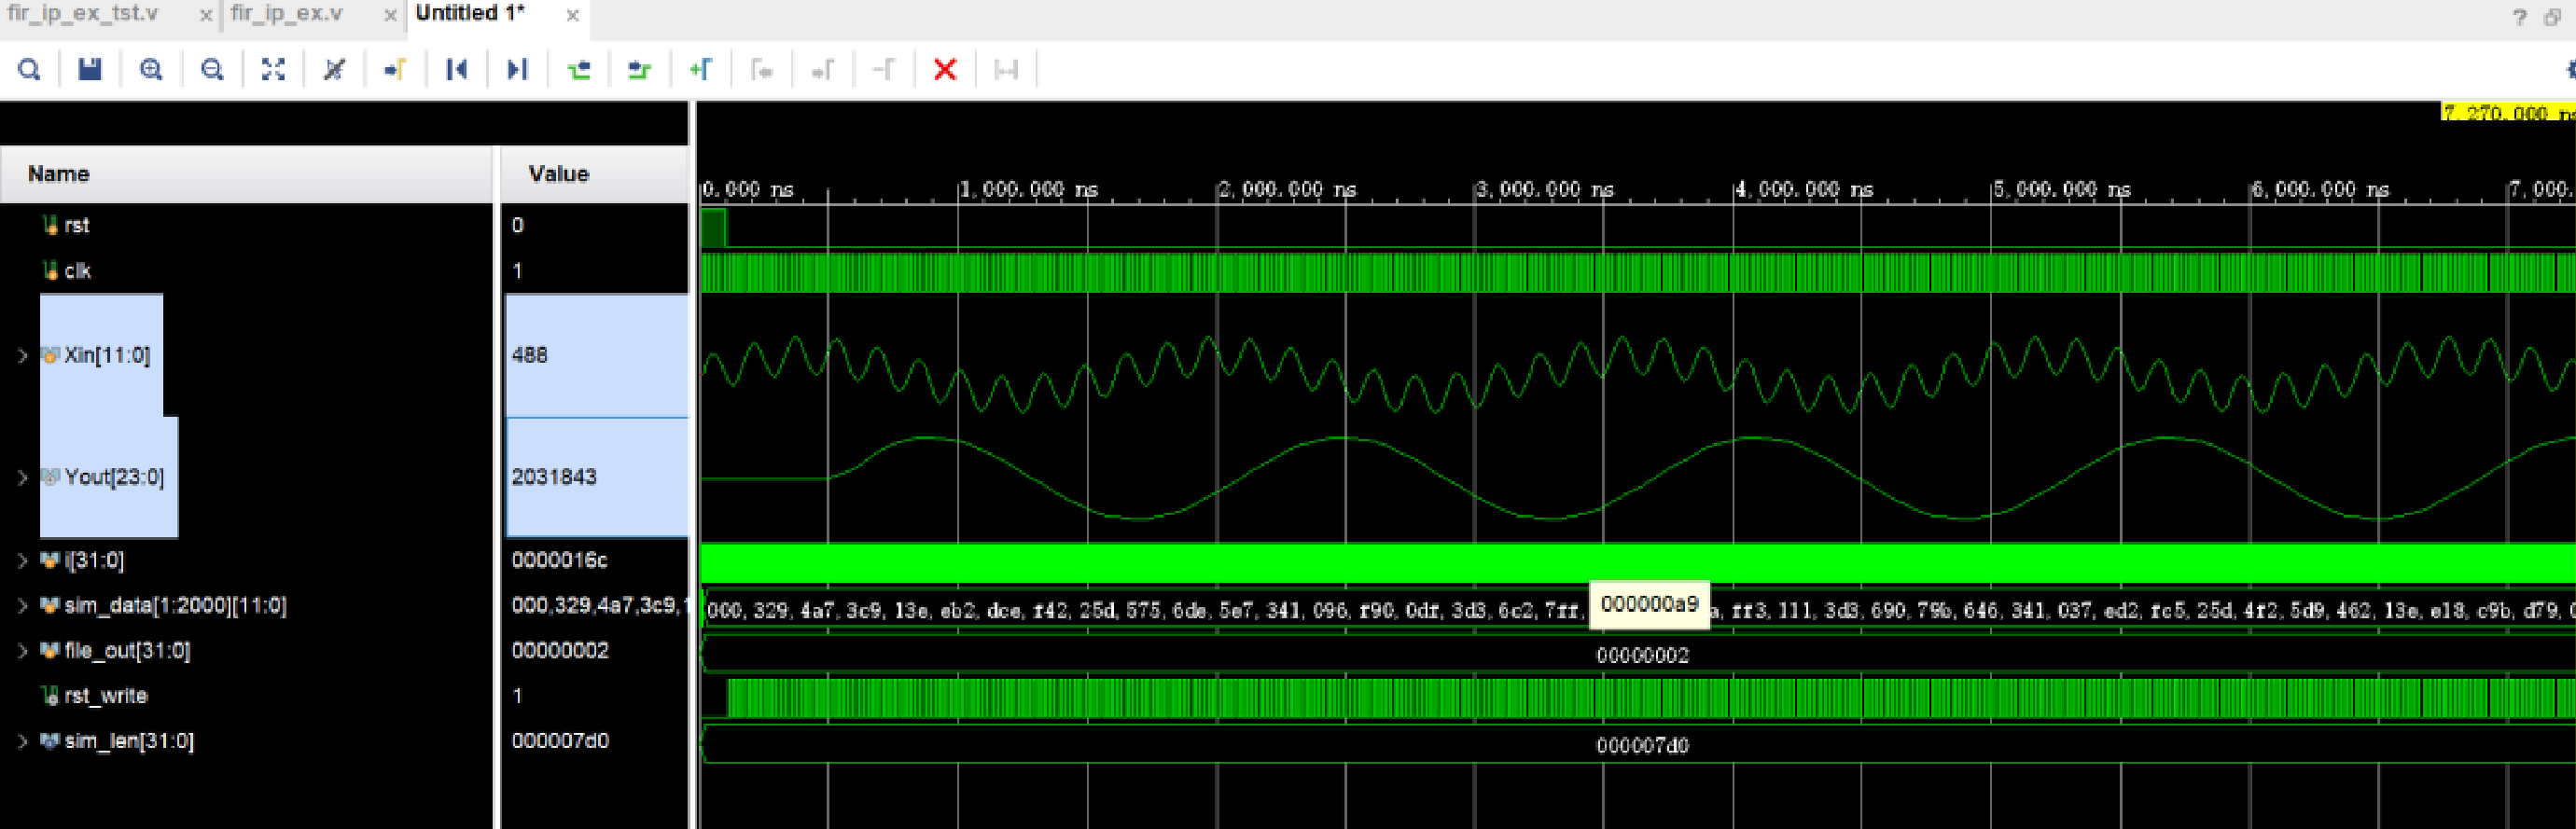 fir_ip_ex_tst.v × fir_ip_ex.v × Untitled 1* × ?
7,270.000 ns
Name Value
0.000 ns 1,000.000 ns 2,000.000 ns 3,000.000 ns 4,000.000 ns 5,000.000 ns 6,000.000 ns 7,000.
rst 0
clk 1
Xin[11:0] 488
Yout[23:0] 2031843
i[31:0] 0000016c
sim_data[1:2000][11:0] 000,329,4a7,3c9,1 000, 329, 4a7, 3c9, 13e, eb2, dce, f42, 25d, 575, 6de, 5e7, 341, 096, f90, 0df, 3d3, 6c2, 7ff, 000000a9 a, ff3, 111, 3d3, 690, 79b, 646, 341, 037, ed2, fc5, 25d, 4f2, 5d9, 462, 13e, e18, c9b, d79, 0
file_out[31:0] 00000002 00000002
rst_write 1
sim_len[31:0] 000007d0 000007d0